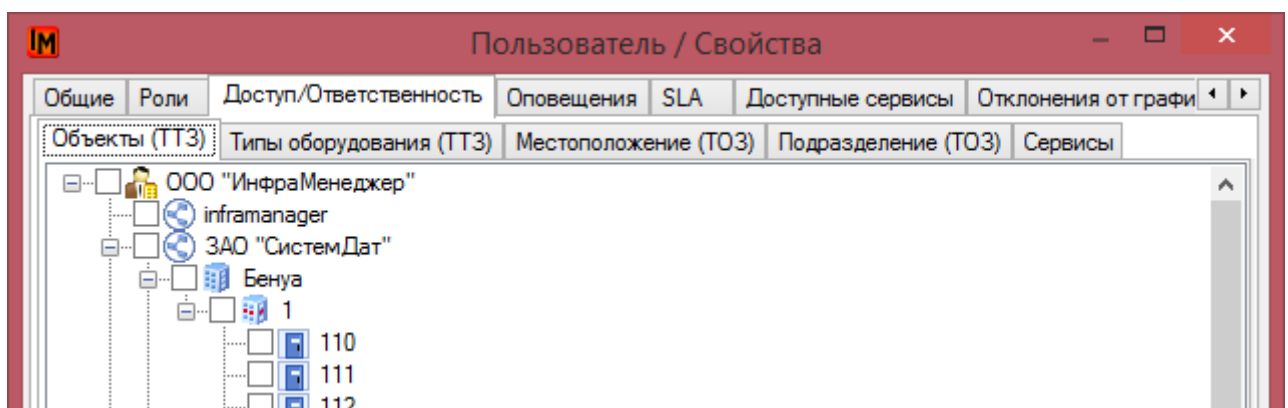 IM Пользователь / Свойства
Общие Роли Доступ/Ответственность Оповещения SLA Доступные сервисы Отклонения от графи
Объекты (ТТЗ) Типы оборудования (ТТЗ) Местоположение (ТОЗ) Подразделение (ТОЗ) Сервисы
ООО "ИнфраМенеджер"
inframanager
ЗАО "СистемДат"
Бенуа
1
110
111
112